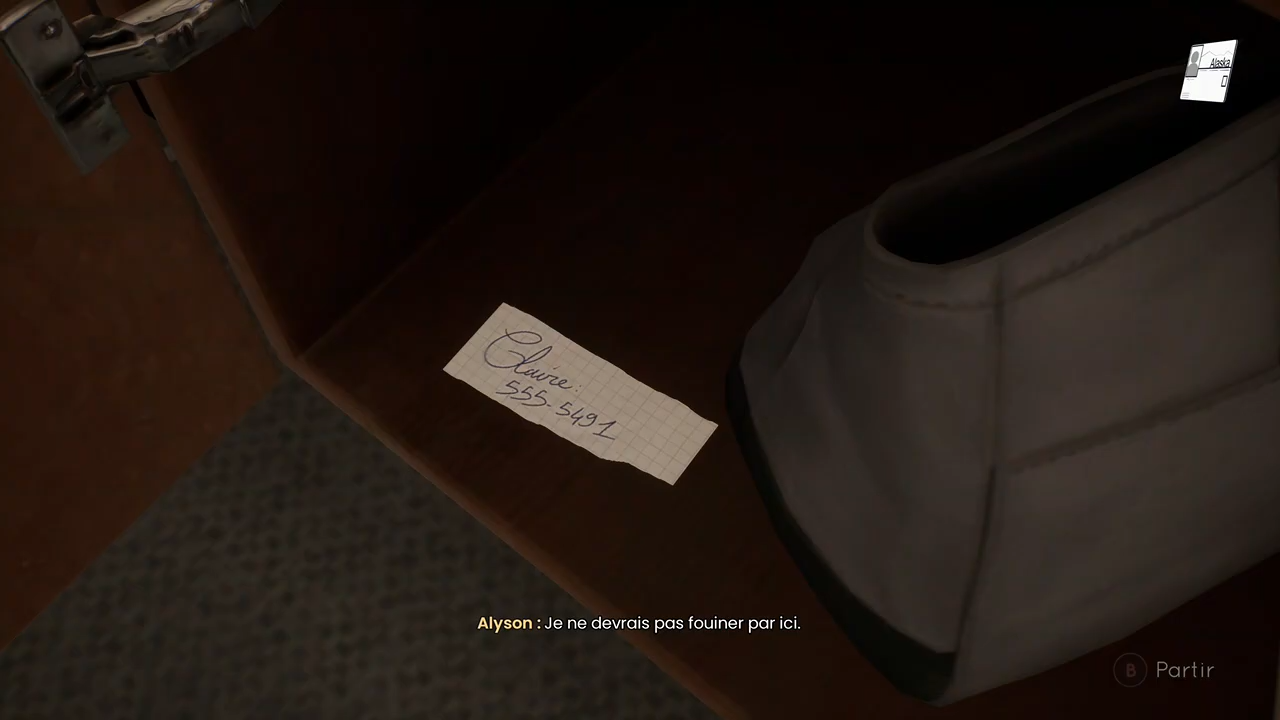 Alaska
Claire:
555-5491
Alyson : Je ne devrais pas fouiner par ici.
B Partir